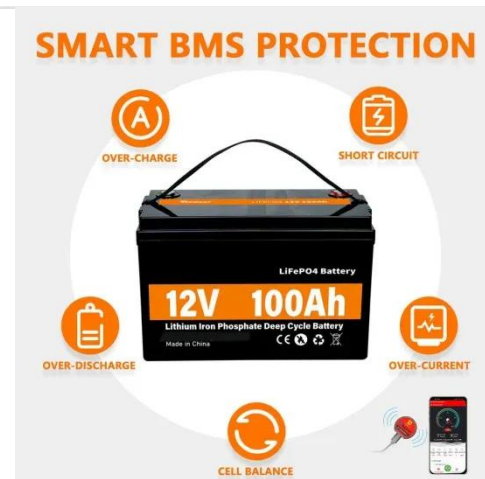 SMART BMS PROTECTION
OVER-CHARGE
SHORT CIRCUIT
LiFePO4 Battery
12V 100Ah
Lithium Iron Phosphate Deep Cycle Battery
Made in China
CE
OVER-DISCHARGE
OVER-CURRENT
CELL BALANCE